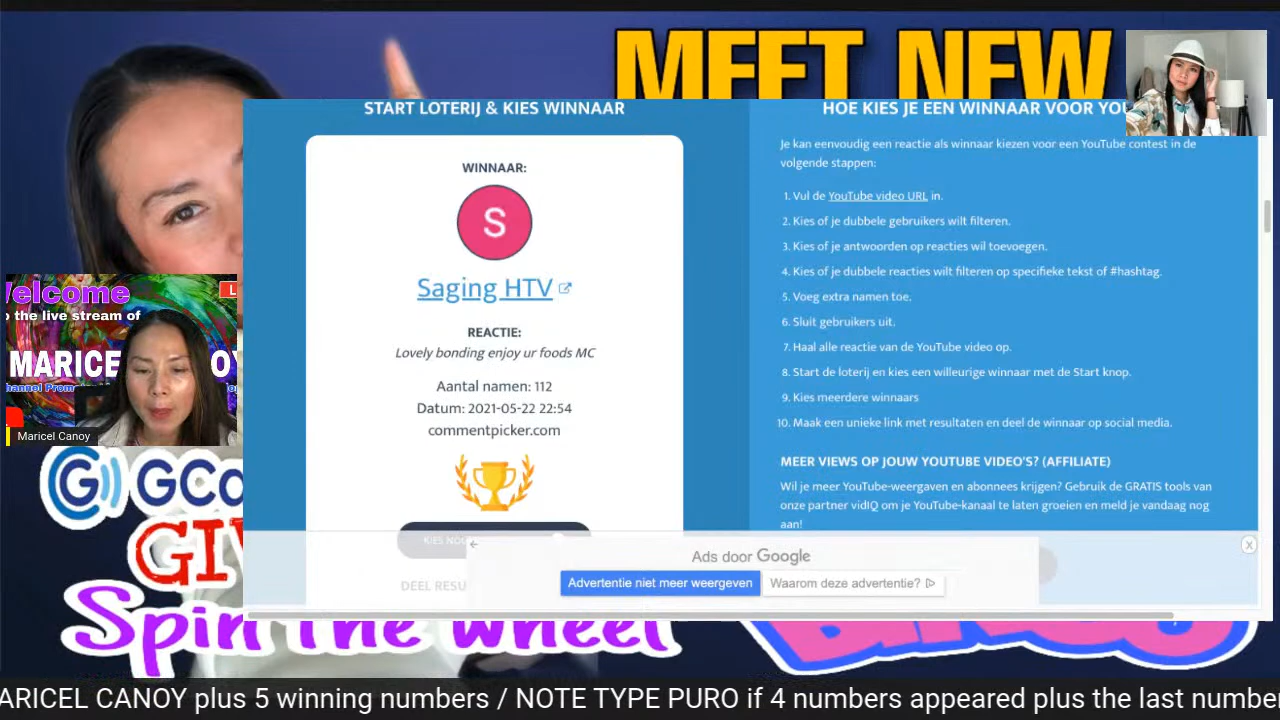 MEET NEW
START LOTERIJ & KIES WINNAAR
WINNAAR:
S
Saging HTV
REACTIE:
Lovely bonding enjoy ur foods MC
Aantal namen: 112
Datum: 2021-05-22 22:54
commentpicker.com
KIES NO
DEEL RESU
HOE KIES JE EEN WINNAAR VOOR YOU
Je kan eenvoudig een reactie als winnaar kiezen voor een YouTube contest in de
volgende stappen:
1. Vul de YouTube video URL in.
2. Kies of je dubbele gebruikers wilt filteren.
3. Kies of je antwoorden op reacties wil toevoegen.
4. Kies of je dubbele reacties wilt filteren op specifieke tekst of #hashtag.
5. Voeg extra namen toe,
6. Sluit gebruikers uit.
7. Haal alle reactie van de YouTube video op.
8. Start de loterij en kies een willeurige winnaar met de Start knop.
9. Kies meerdere winnaars
10. Maak een unieke link met resultaten en deel de winnaar op social media.
MEER VIEWS OP JOUW YOUTUBE VIDEO'S? (AFFILIATE)
Wil je meer YouTube-weergaven en abonnees krijgen? Gebruik de GRATIS tools van
onze partner vidIQ om je YouTube-kanaal te laten groeien en meld je vandaag nog
aan!
Ads door Google
Advertentie niet meer weergeven
Waarom deze advertentie?
X
Welcome
L
o the live stream of
MARICE OY
hannel Prom
Maricel Canoy
GCa
GI
Spin the wheel
BINGO
ARICEL CANOY plus 5 winning numbers / NOTE TYPE PURO if 4 numbers appeared plus the last number